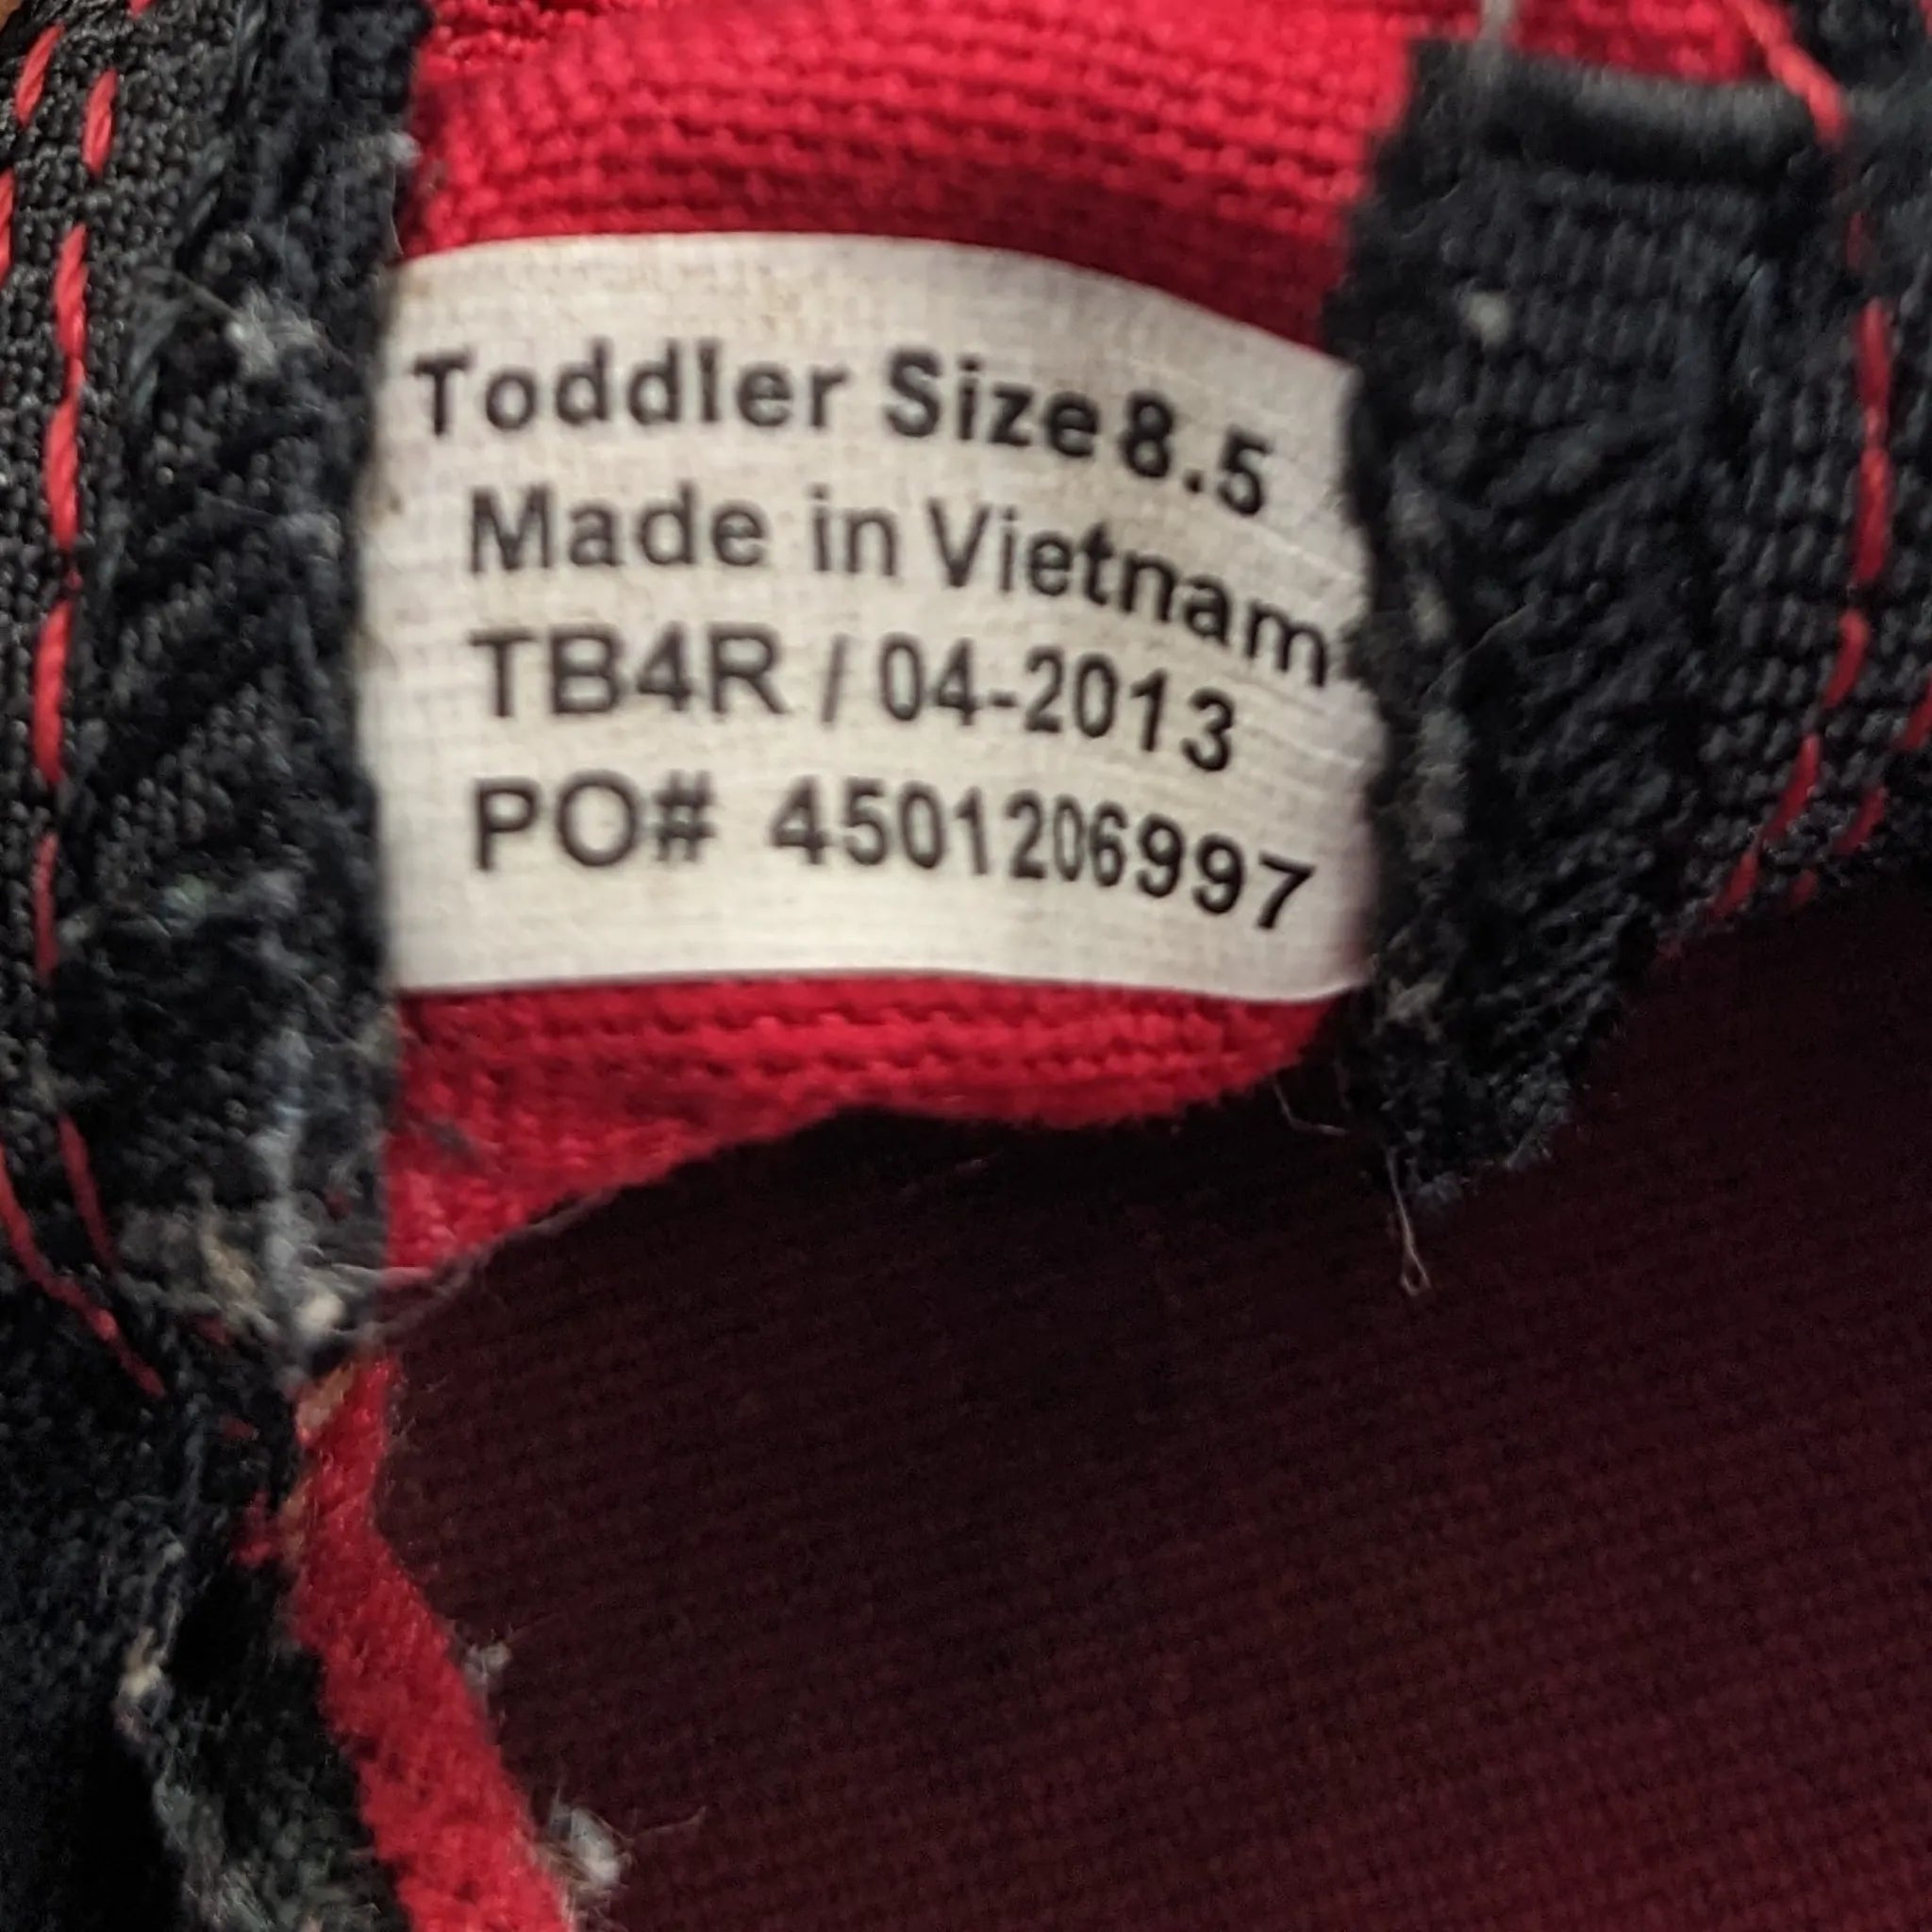 Toddler Size 8.5
Made in Vietnam
TB4R / 04-2013
PO# 4501206997